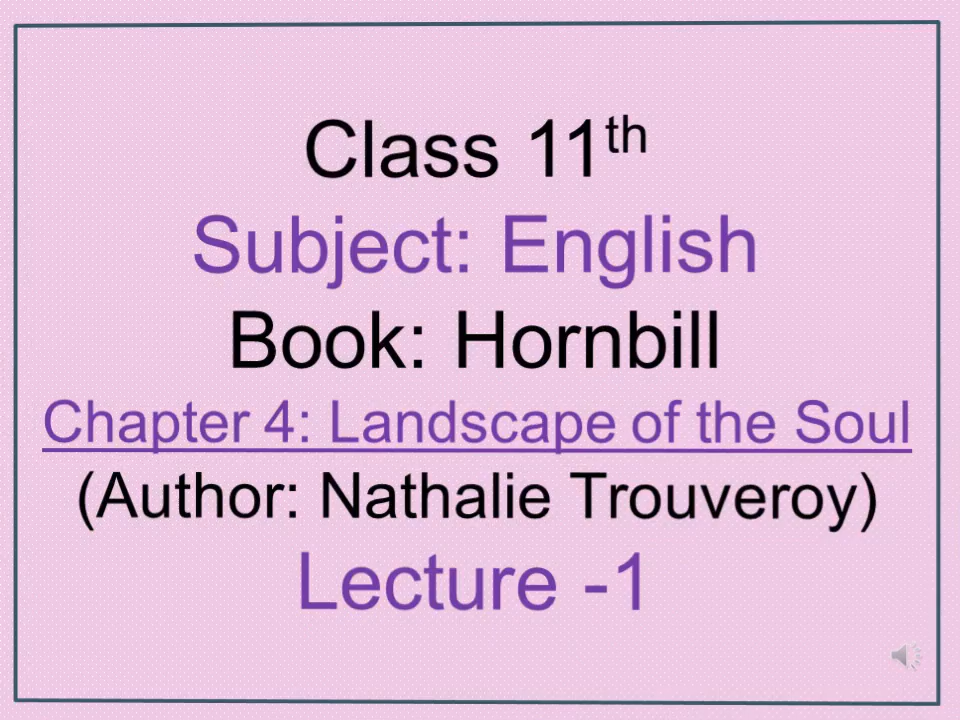 Class 11th
Subject: English
Book: Hornbill
Chapter 4: Landscape of the Soul
(Author: Nathalie Trouveroy)
Lecture -1